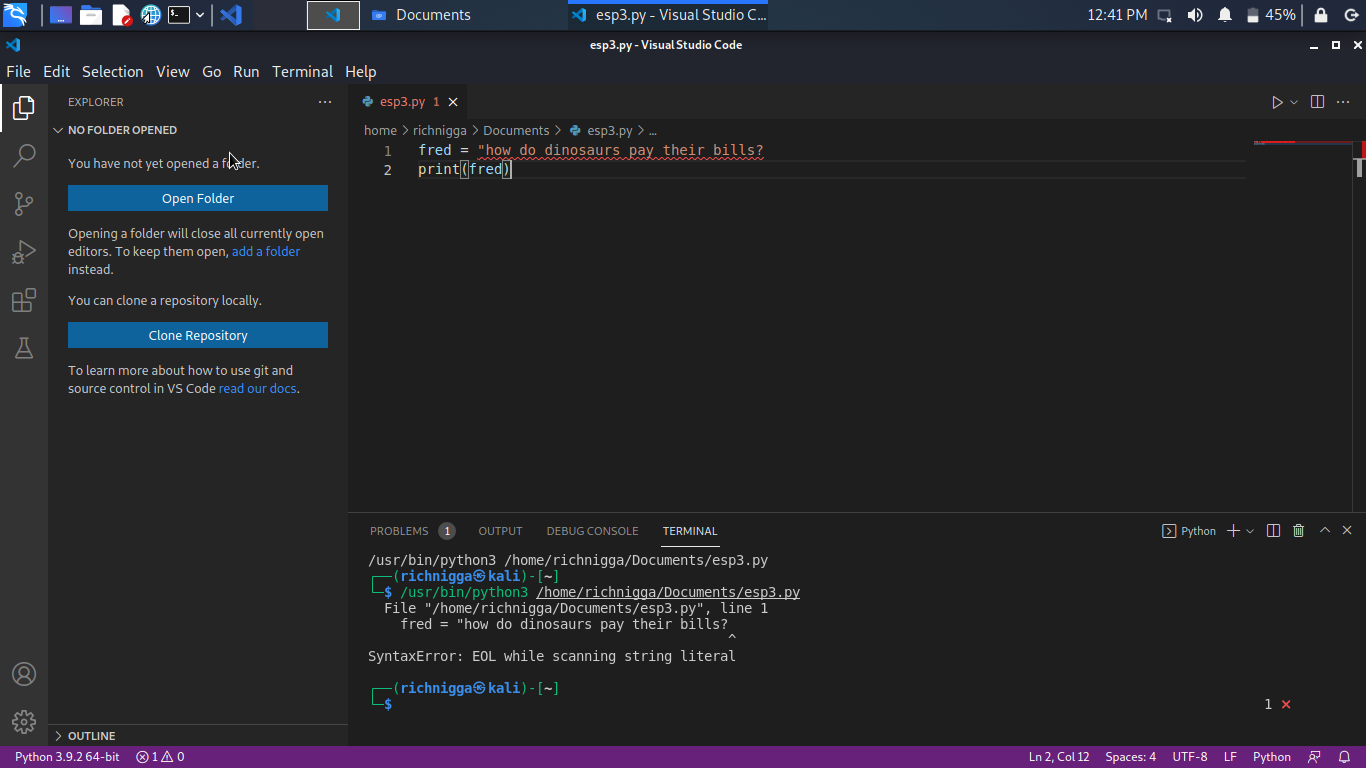 Documents
esp3.py - Visual Studio C...
12:41 PM
45%
esp3.py - Visual Studio Code
File Edit Selection View Go Run Terminal Help
EXPLORER
NO FOLDER OPENED
You have not yet opened a folder.
Open Folder
Opening a folder will close all currently open
editors. To keep them open, add a folder
instead.
You can clone a repository locally.
Clone Repository
To learn more about how to use git and
source control in VS Code read our docs.
OUTLINE
esp3.py 1
home > richnigga > Documents > esp3.py > ...
1 fred = "how do dinosaurs pay their bills?
2 print(fred)
PROBLEMS 1 OUTPUT DEBUG CONSOLE TERMINAL
Python
/usr/bin/python3 /home/richnigga/Documents/esp3.py
┌──(richnigga㉿kali)-[~]
└─$ /usr/bin/python3 /home/richnigga/Documents/esp3.py
File "/home/richnigga/Documents/esp3.py", line 1
fred = "how do dinosaurs pay their bills?
^
SyntaxError: EOL while scanning string literal
┌──(richnigga㉿kali)-[~]
└─$
1 ⨯
Python 3.9.2 64-bit 1 0
Ln 2, Col 12 Spaces: 4 UTF-8 LF Python